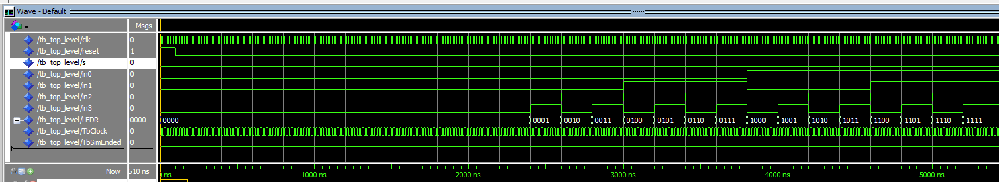 Wave - Default
Msgs
/tb_top_level/clk 0
/tb_top_level/reset 1
/tb_top_level/s 0
/tb_top_level/in0 0
/tb_top_level/in1 0
/tb_top_level/in2 0
/tb_top_level/in3 0
/tb_top_level/LEDR 0000 0000 0001 0010 0011 0100 0101 0110 0111 1000 1001 1010 1011 1100 1101 1110 1111
/tb_top_level/TbClock 0
/tb_top_level/TbSimEnded 0
Now 610 ns ns 1000 ns 2000 ns 3000 ns 4000 ns 5000 ns